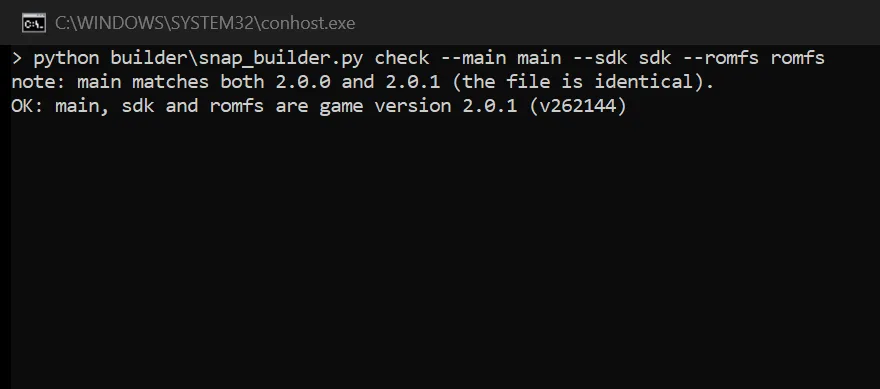 C:\WINDOWS\SYSTEM32\conhost.exe
> python builder\snap_builder.py check --main main --sdk sdk --romfs romfs
note: main matches both 2.0.0 and 2.0.1 (the file is identical).
OK: main, sdk and romfs are game version 2.0.1 (v262144)